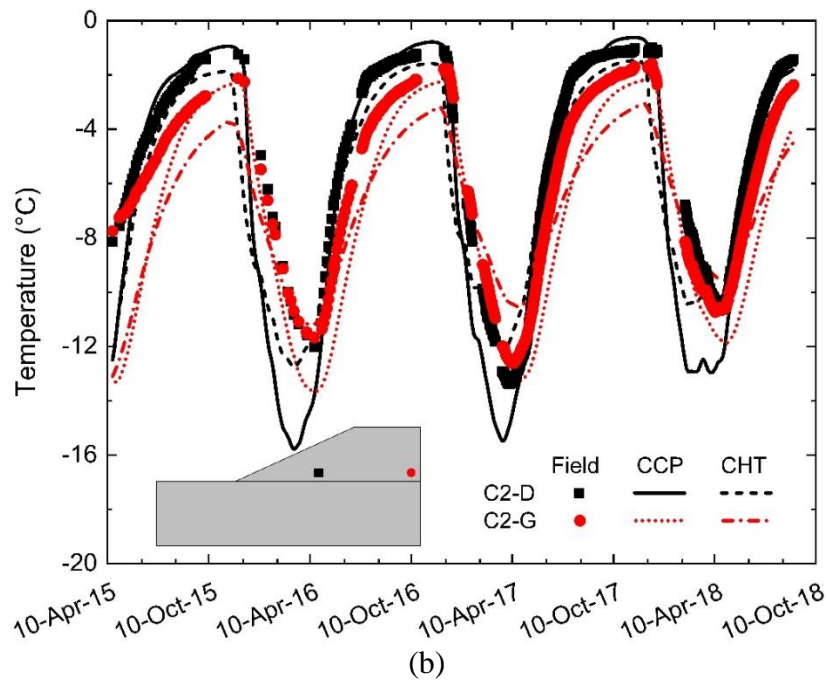 0
-4
-8
-12
-16
-20
Temperature (°C)
Field CCP CHT
C2-D
C2-G
10-Apr-15 10-Oct-15 10-Apr-16 10-Oct-16 10-Apr-17 10-Oct-17 10-Apr-18 10-Oct-18
(b)